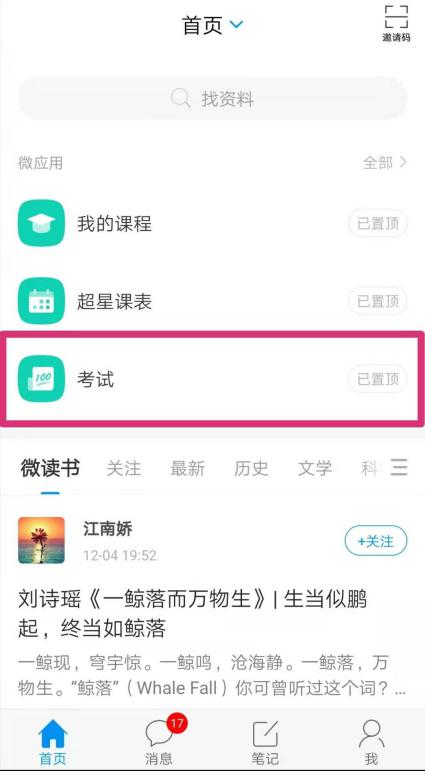 首页
邀请码
找资料
微应用
全部
我的课程
已置顶
超星课表
已置顶
100
考试
已置顶
微读书 关注 最新 历史 文学 科
江南娇
12-04 19:52
+关注
刘诗瑶《一鲸落而万物生》| 生当似鹏
起，终当如鲸落
一鲸现，穹宇惊。一鲸鸣，沧海静。一鲸落，万
物生。“鲸落”（Whale Fall）你可曾听过这个词？...
17
首页 消息 笔记 我